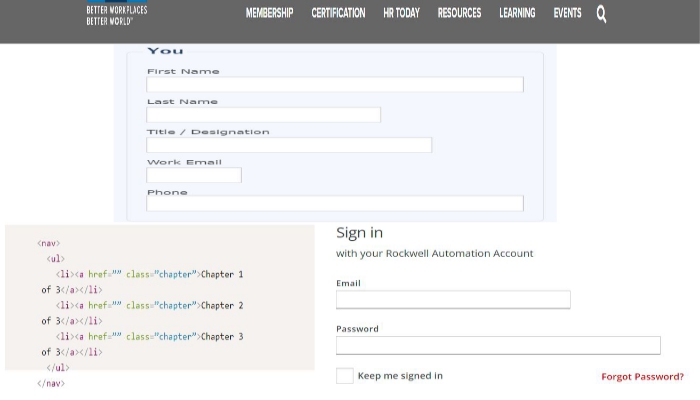 BETTER WORKPLACES
BETTER WORLD™
MEMBERSHIP CERTIFICATION HR TODAY RESOURCES LEARNING EVENTS
You
First Name
Last Name
Title / Designation
Work Email
Phone
<nav>
<ul>
<li><a href="" class="chapter">Chapter 1
of 3</a></li>
<li><a href="" class="chapter">Chapter 2
of 3</a></li>
<li><a href="" class="chapter">Chapter 3
of 3</a></li>
</ul>
</nav>
Sign in
with your Rockwell Automation Account
Email
Password
Keep me signed in Forgot Password?